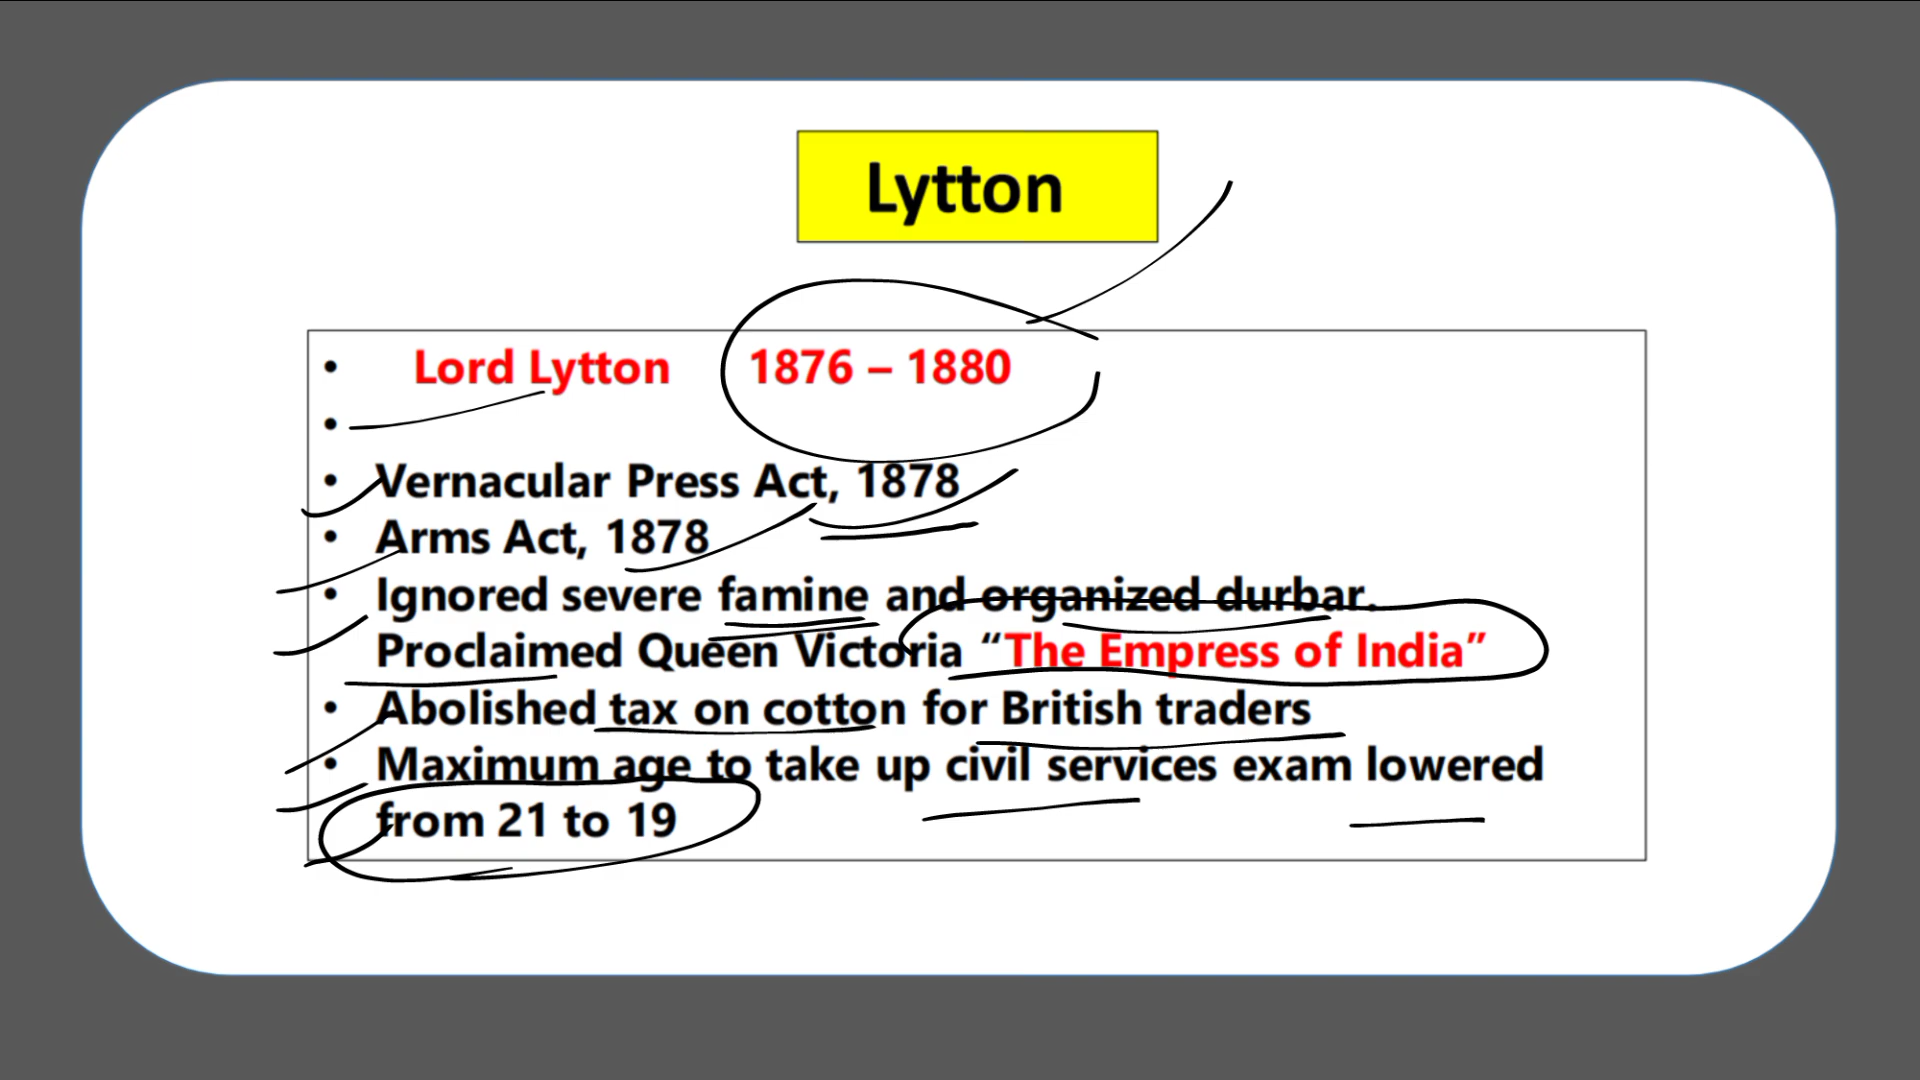 Lytton
• Lord Lytton 1876 – 1880
•
• Vernacular Press Act, 1878
• Arms Act, 1878
• Ignored severe famine and organized durbar.
Proclaimed Queen Victoria “The Empress of India”
• Abolished tax on cotton for British traders
• Maximum age to take up civil services exam lowered
from 21 to 19